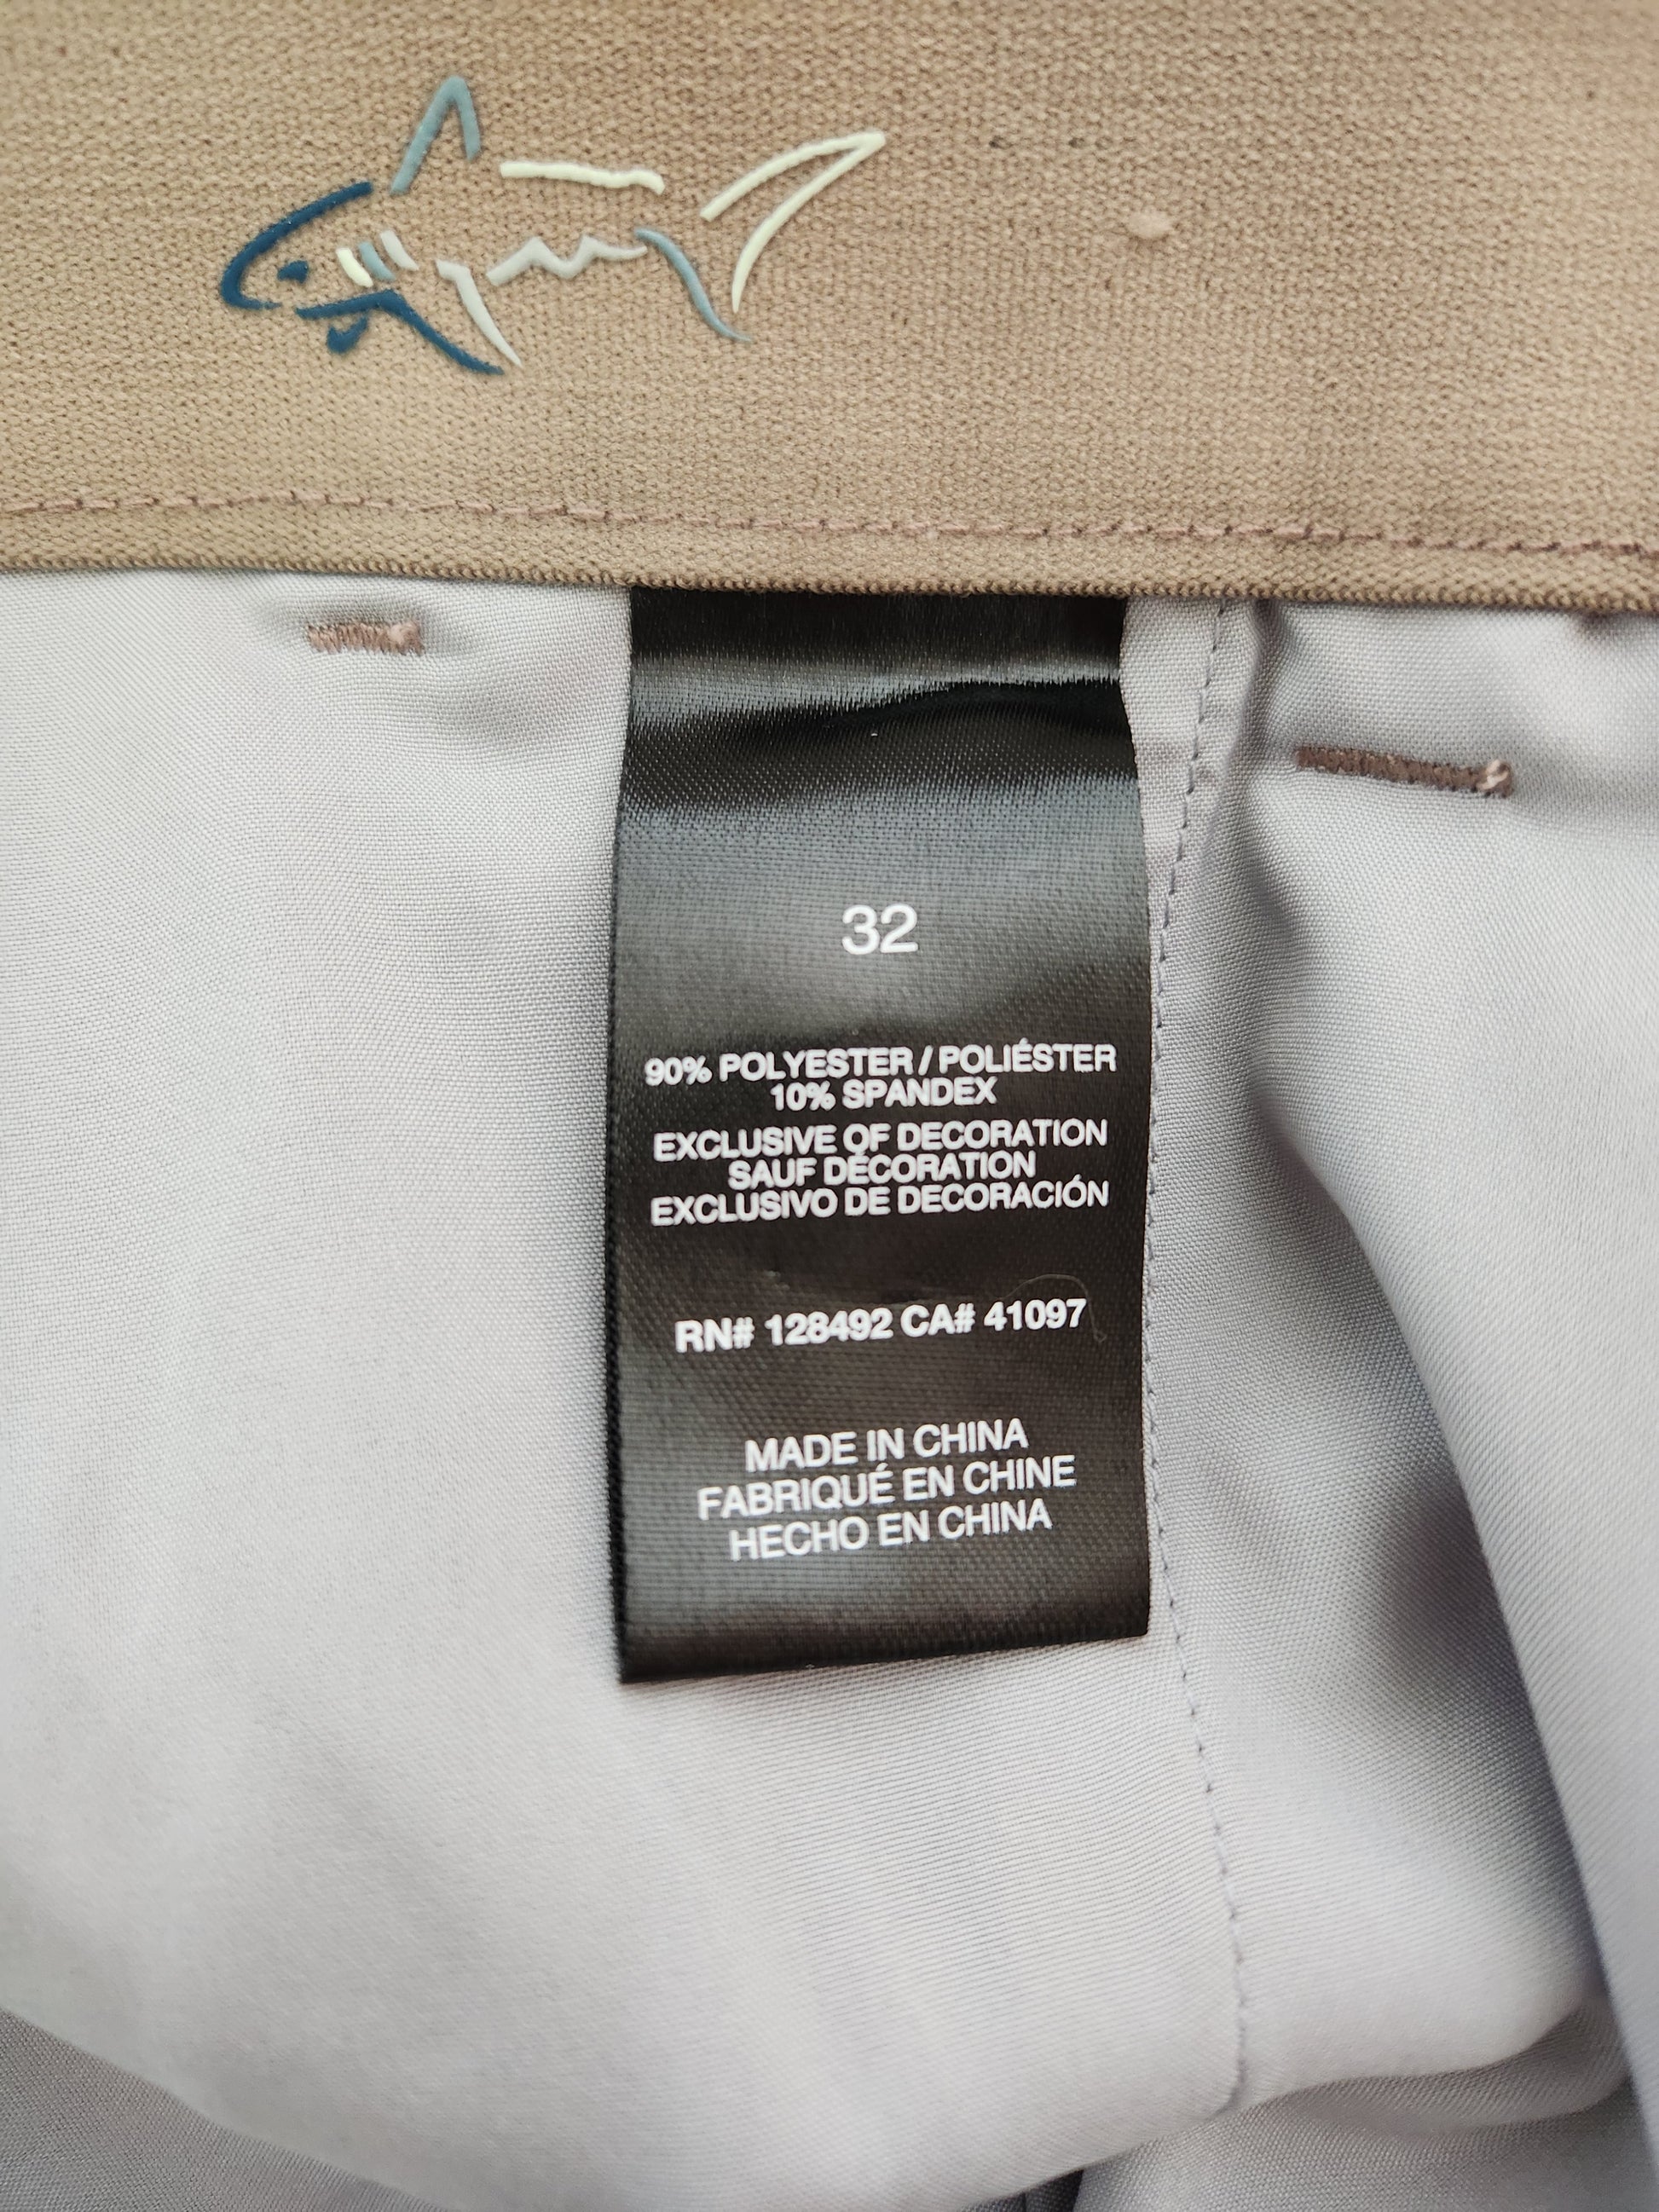 32
90% POLYESTER / POLIÉSTER
10% SPANDEX
EXCLUSIVE OF DECORATION
SAUF DÉCORATION
EXCLUSIVO DE DECORACIÓN
RN# 128492 CA# 41097
MADE IN CHINA
FABRIQUÉ EN CHINE
HECHO EN CHINA